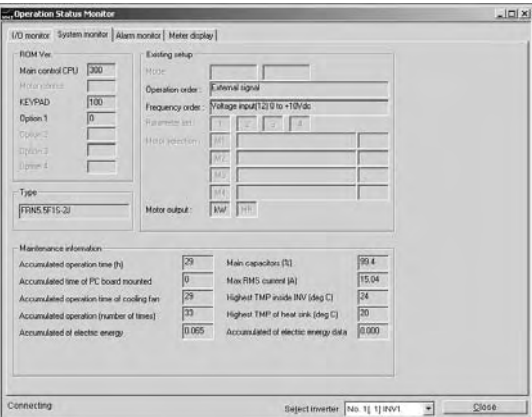 Operation Status Monitor
I/O monitor System monitor Alarm monitor Meter display
ROM Ver.
Main control CPU 300
Motor control
KEYPAD 100
Option 1 0
Option 2
Option 3
Option 4
Type
FRN5.5F1S-2J
Existing setup
Mode
Operation order : External signal
Frequency order : Voltage input(12) 0 to +10Vdc
Parameter set : 1 2 3 4
Motor selection : M1
M2
M3
M4
Motor output : kW HP
Maintenance information
Accumulated operation time (h) 29
Accumulated time of PC board mounted 0
Accumulated operation time of cooling fan 29
Accumulated operation (number of times) 33
Accumulated of electric energy 0.065
Main capacitors (%) 99.4
Max RMS current (A) 15.04
Highest TMP inside INV (deg C) 24
Highest TMP of heat sink (deg C) 20
Accumulated of electric energy data 0.000
Connecting
Select inverter No. 1[ 1] INV1 Close